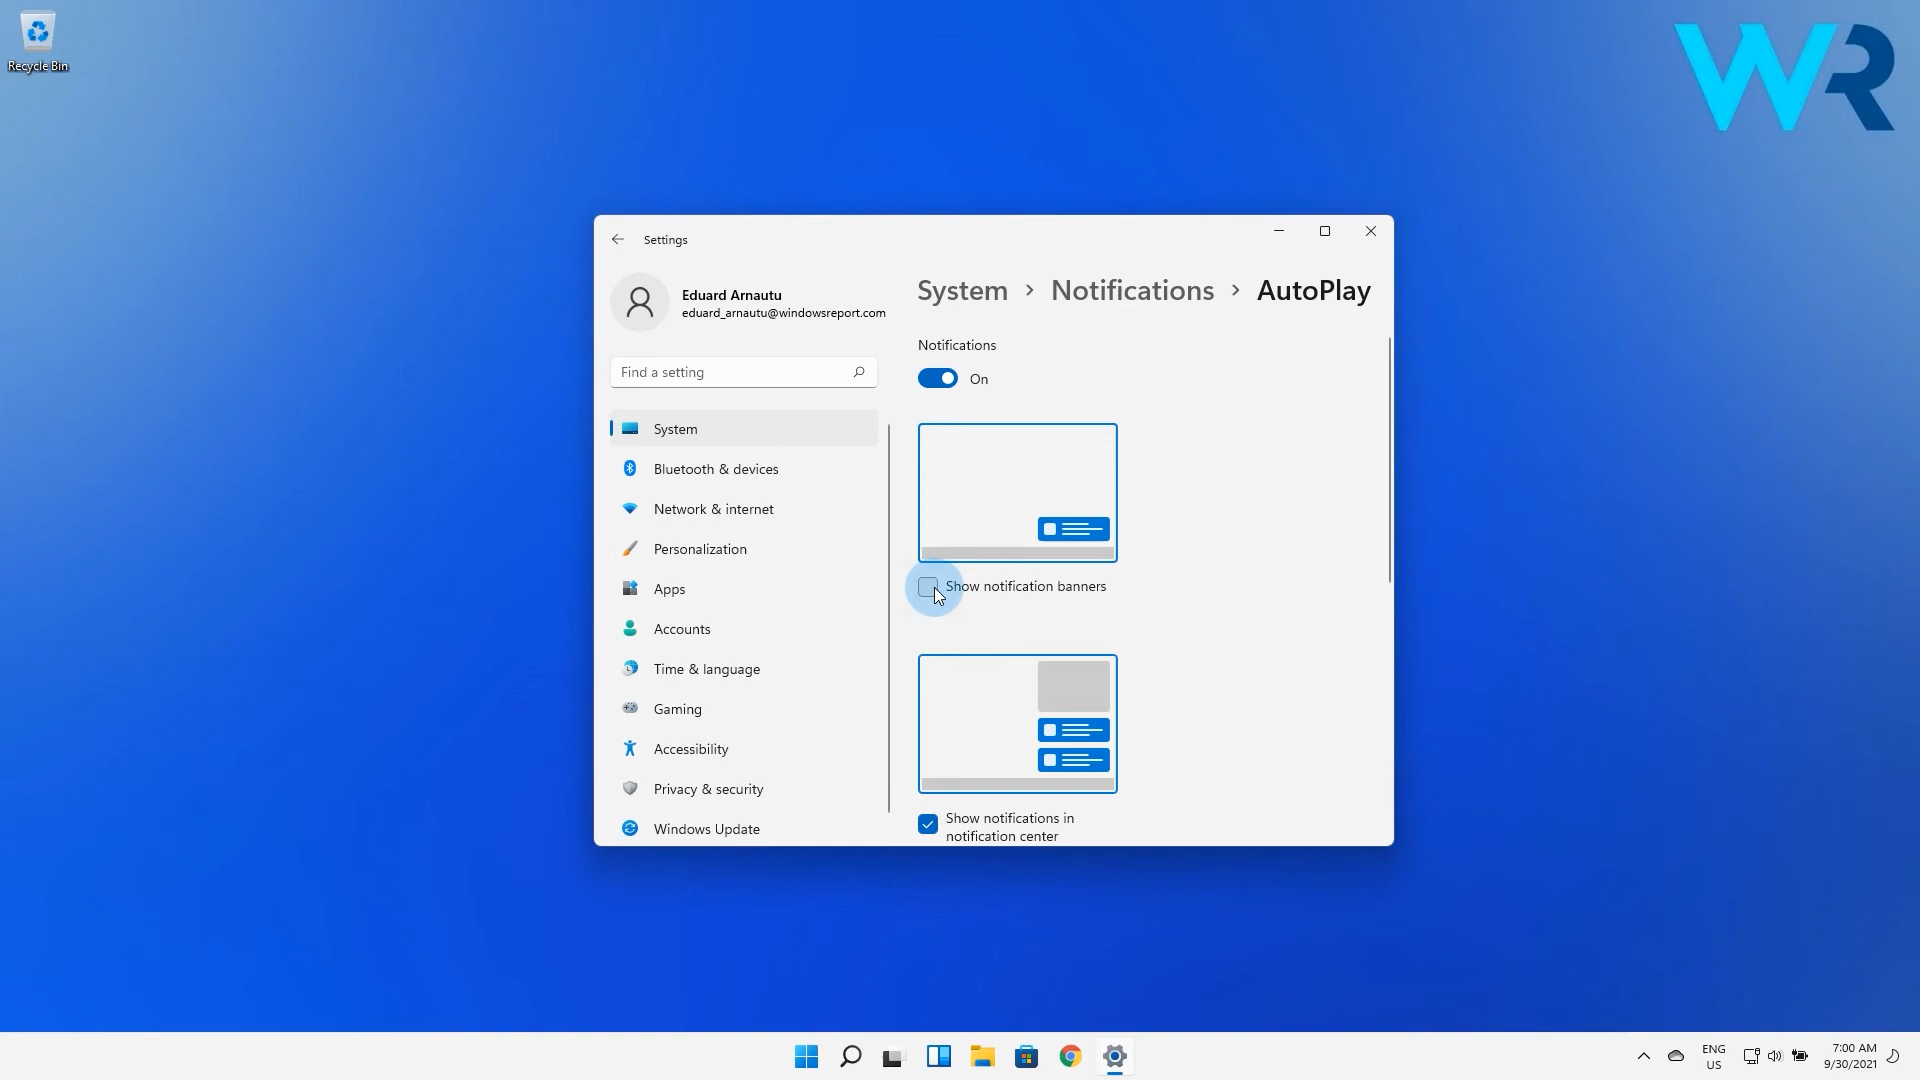 Recycle Bin
WR
Settings
Eduard Arnautu
eduard_arnautu@windowsreport.com
Find a setting
System
Bluetooth & devices
Network & internet
Personalization
Apps
Accounts
Time & language
Gaming
Accessibility
Privacy & security
Windows Update
System > Notifications > AutoPlay
Notifications
On
Show notification banners
Show notifications in
notification center
ENG
US
7:00 AM
9/30/2021